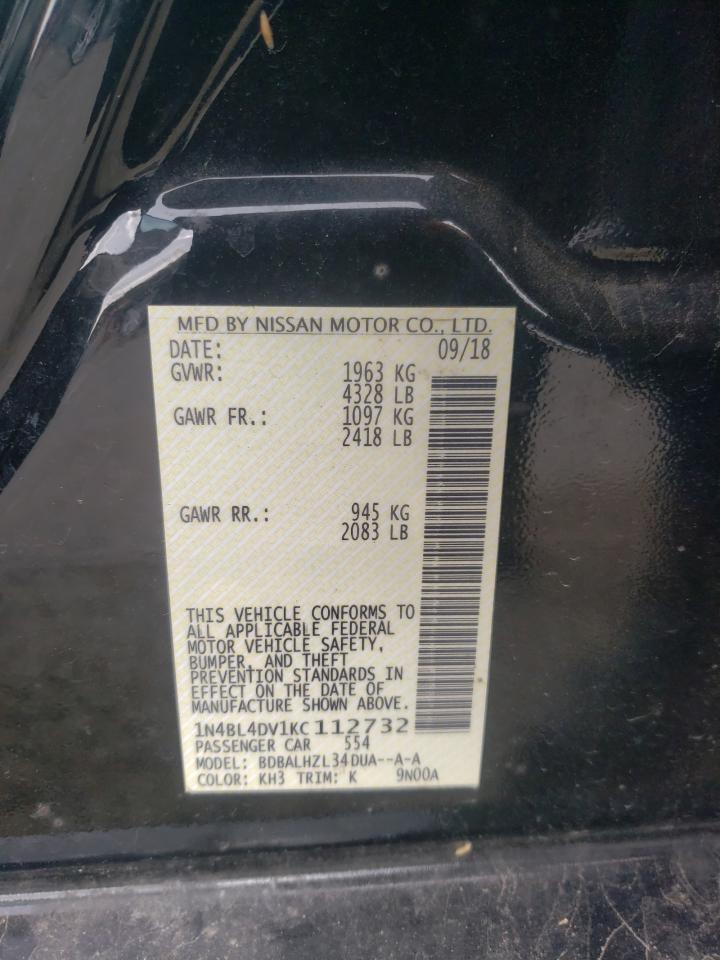 MFD BY NISSAN MOTOR CO., LTD.
DATE: 09/18
GVWR: 1963 KG
4328 LB
GAWR FR.: 1097 KG
2418 LB
GAWR RR.: 945 KG
2083 LB
THIS VEHICLE CONFORMS TO
ALL APPLICABLE FEDERAL
MOTOR VEHICLE SAFETY,
BUMPER, AND THEFT
PREVENTION STANDARDS IN
EFFECT ON THE DATE OF
MANUFACTURE SHOWN ABOVE.
1N4BL4DV1KC112732
PASSENGER CAR 554
MODEL: BDBALHZL34DUA--A-A
COLOR: KH3 TRIM: K 9N00A